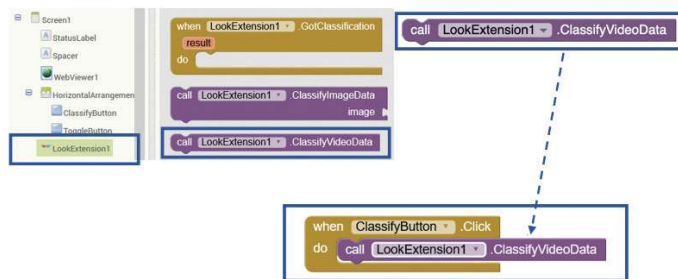 Screen1
StatusLabel
Spacer
WebViewer1
HorizontalArrangemen
ClassifyButton
ToggleButton
LookExtension1
when LookExtension1 .GotClassification
result
do
call LookExtension1 .ClassifyImageData
image
call LookExtension1 .ClassifyVideoData
call LookExtension1 .ClassifyVideoData
when ClassifyButton .Click
do call LookExtension1 .ClassifyVideoData